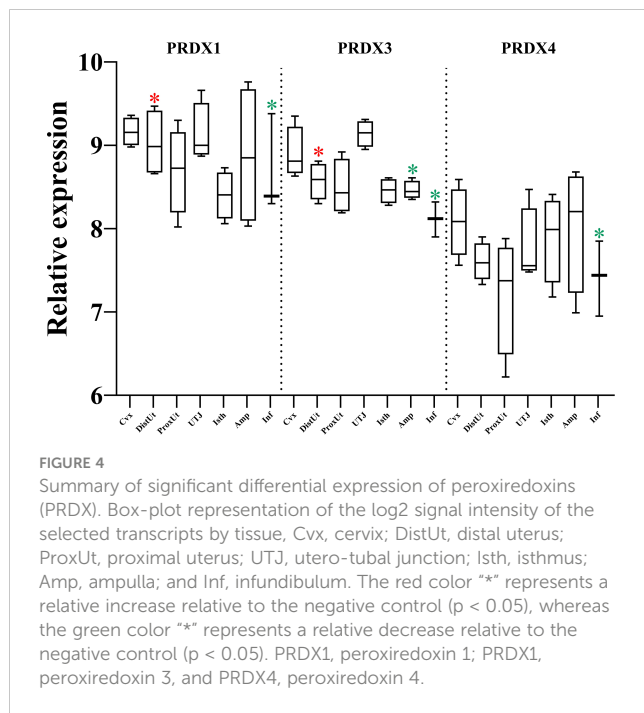 PRDX1 PRDX3 PRDX4
Relative expression
10
9
8
7
6
Cvx DistUt ProxUt UTJ Isth Amp Inf Cvx DistUt ProxUt UTJ Isth Amp Inf Cvx DistUt ProxUt UTJ Isth Amp Inf
* * * * * *
FIGURE 4
Summary of significant differential expression of peroxiredoxins
(PRDX). Box-plot representation of the log2 signal intensity of the
selected transcripts by tissue, Cvx, cervix; DistUt, distal uterus;
ProxUt, proximal uterus; UTJ, utero-tubal junction; Isth, isthmus;
Amp, ampulla; and Inf, infundibulum. The red color “*” represents a
relative increase relative to the negative control (p < 0.05), whereas
the green color “*” represents a relative decrease relative to the
negative control (p < 0.05). PRDX1, peroxiredoxin 1; PRDX1,
peroxiredoxin 3, and PRDX4, peroxiredoxin 4.